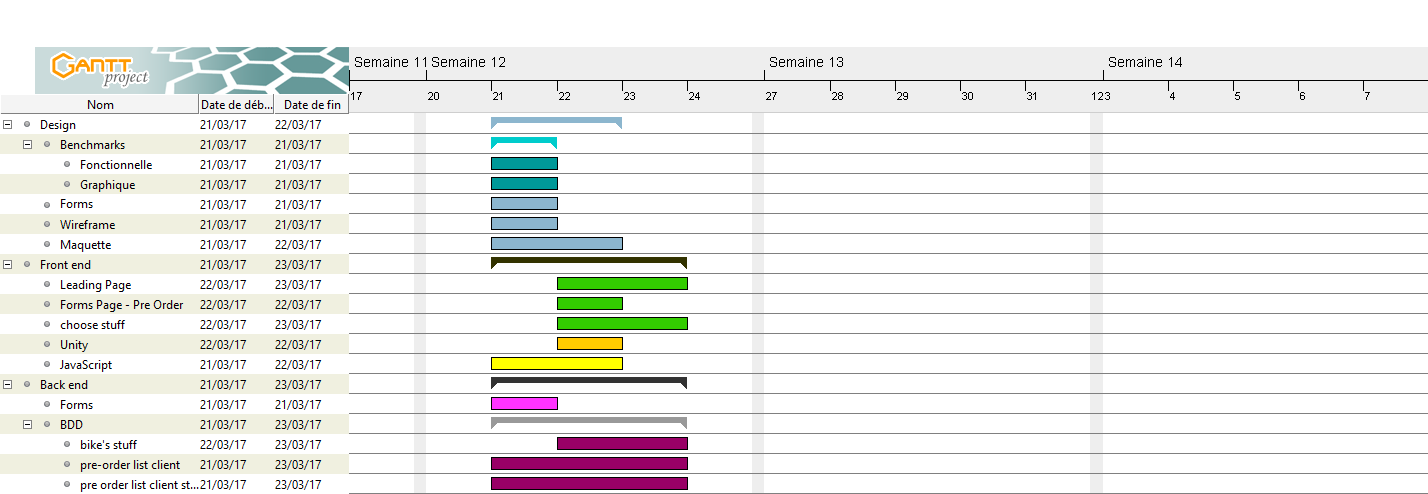 GANTT
project
Semaine 11 Semaine 12 Semaine 13 Semaine 14
17 20 21 22 23 24 27 28 29 30 31 123 4 5 6 7
Nom Date de déb... Date de fin
Design 21/03/17 22/03/17
Benchmarks 21/03/17 21/03/17
Fonctionnelle 21/03/17 21/03/17
Graphique 21/03/17 21/03/17
Forms 21/03/17 21/03/17
Wireframe 21/03/17 21/03/17
Maquette 21/03/17 22/03/17
Front end 21/03/17 23/03/17
Leading Page 22/03/17 23/03/17
Forms Page - Pre Order 22/03/17 22/03/17
choose stuff 22/03/17 23/03/17
Unity 22/03/17 22/03/17
JavaScript 21/03/17 22/03/17
Back end 21/03/17 23/03/17
Forms 21/03/17 21/03/17
BDD 21/03/17 23/03/17
bike's stuff 22/03/17 23/03/17
pre-order list client 21/03/17 23/03/17
pre order list client st... 21/03/17 23/03/17